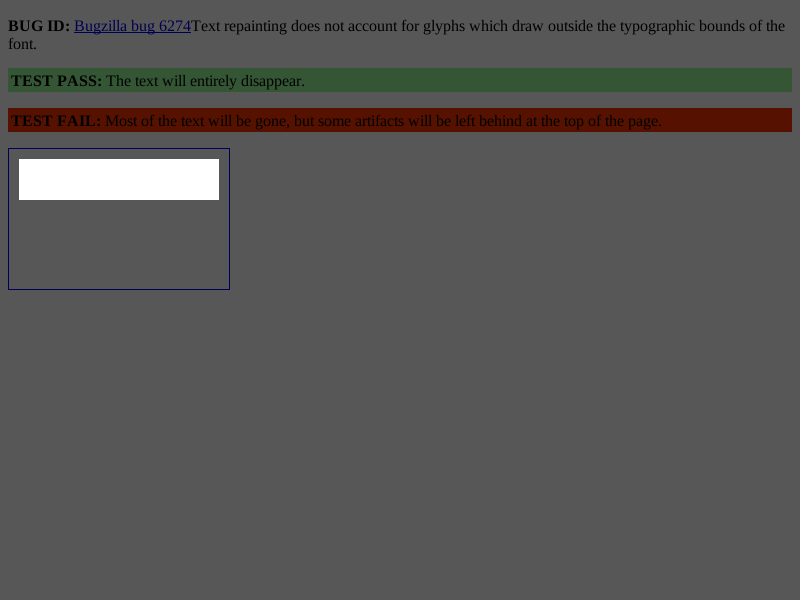 BUG ID: Bugzilla bug 6274Text repainting does not account for glyphs which draw outside the typographic bounds of the
font.
TEST PASS: The text will entirely disappear.
TEST FAIL: Most of the text will be gone, but some artifacts will be left behind at the top of the page.